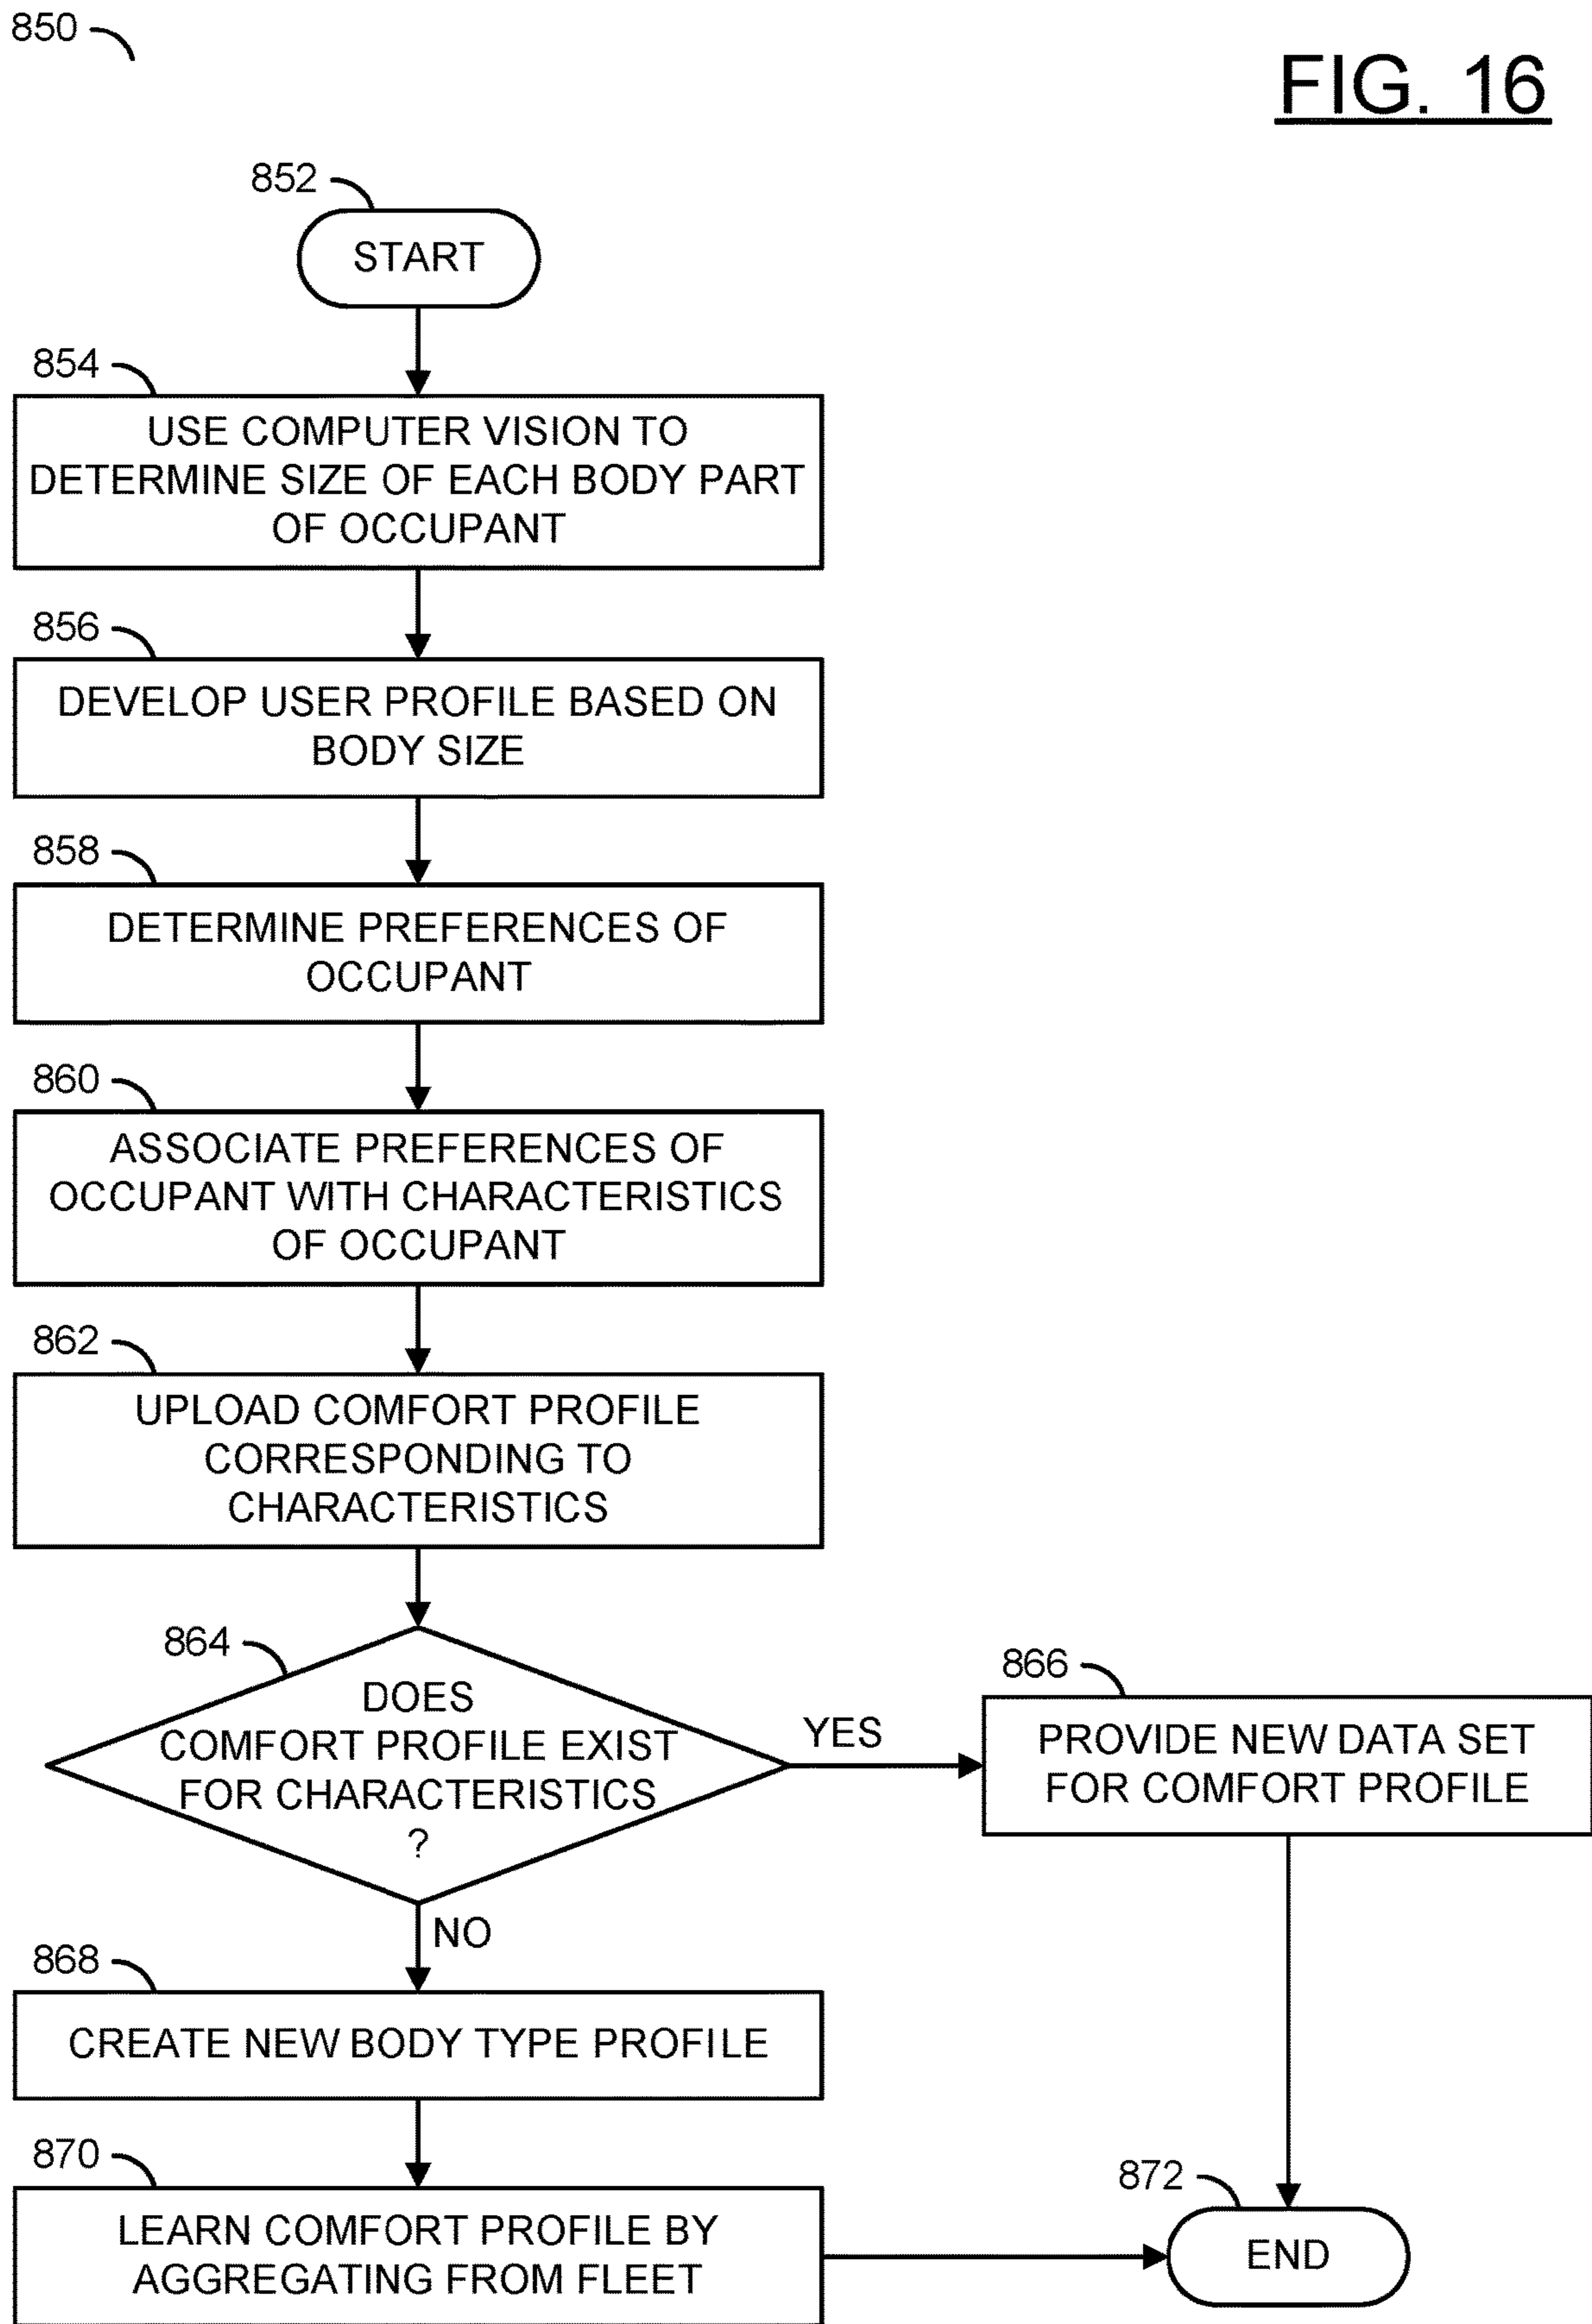 850
FIG. 16
852
START
854
USE COMPUTER VISION TO
DETERMINE SIZE OF EACH BODY PART
OF OCCUPANT
856
DEVELOP USER PROFILE BASED ON
BODY SIZE
858
DETERMINE PREFERENCES OF
OCCUPANT
860
ASSOCIATE PREFERENCES OF
OCCUPANT WITH CHARACTERISTICS
OF OCCUPANT
862
UPLOAD COMFORT PROFILE
CORRESPONDING TO
CHARACTERISTICS
864
DOES
COMFORT PROFILE EXIST
FOR CHARACTERISTICS
?
YES
866
PROVIDE NEW DATA SET
FOR COMFORT PROFILE
NO
868
CREATE NEW BODY TYPE PROFILE
870
LEARN COMFORT PROFILE BY
AGGREGATING FROM FLEET
872
END